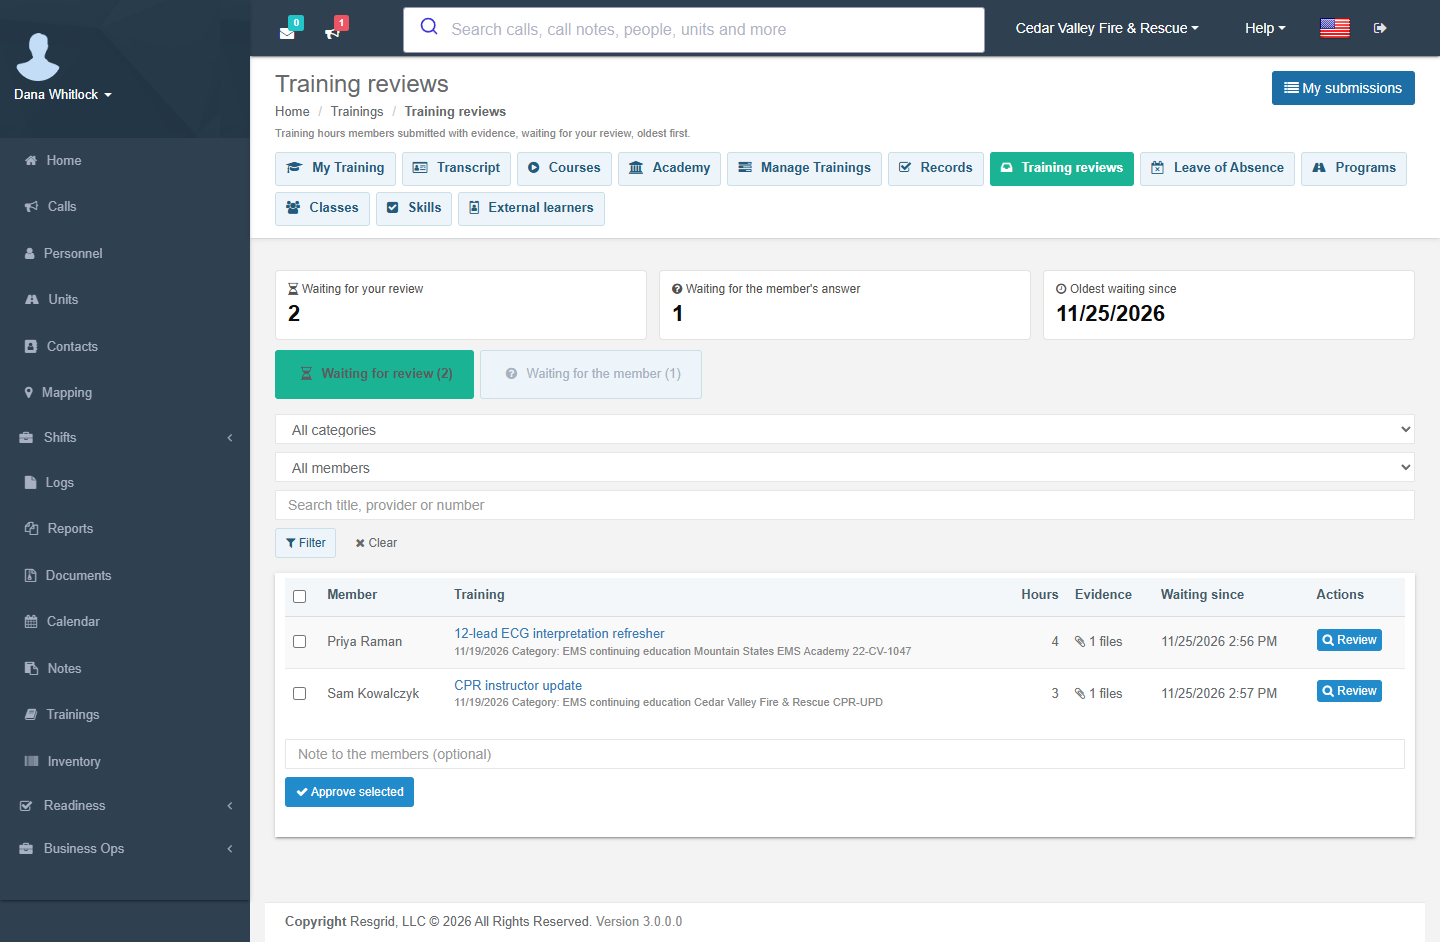 0
1
Search calls, call notes, people, units and more
Cedar Valley Fire & Rescue
Help
Dana Whitlock
Home
Calls
Personnel
Units
Contacts
Mapping
Shifts
Logs
Reports
Documents
Calendar
Notes
Trainings
Inventory
Readiness
Business Ops
Training reviews
Home / Trainings / Training reviews
Training hours members submitted with evidence, waiting for your review, oldest first.
My submissions
My Training
Transcript
Courses
Academy
Manage Trainings
Records
Training reviews
Leave of Absence
Programs
Classes
Skills
External learners
Waiting for your review
2
Waiting for the member's answer
1
Oldest waiting since
11/25/2026
Waiting for review (2)
Waiting for the member (1)
All categories
All members
Search title, provider or number
Filter
Clear
Member Training Hours Evidence Waiting since Actions
Priya Raman 12-lead ECG interpretation refresher 4 1 files 11/25/2026 2:56 PM Review
11/19/2026 Category: EMS continuing education Mountain States EMS Academy 22-CV-1047
Sam Kowalczyk CPR instructor update 3 1 files 11/25/2026 2:57 PM Review
11/19/2026 Category: EMS continuing education Cedar Valley Fire & Rescue CPR-UPD
Note to the members (optional)
Approve selected
Copyright Resgrid, LLC © 2026 All Rights Reserved. Version 3.0.0.0